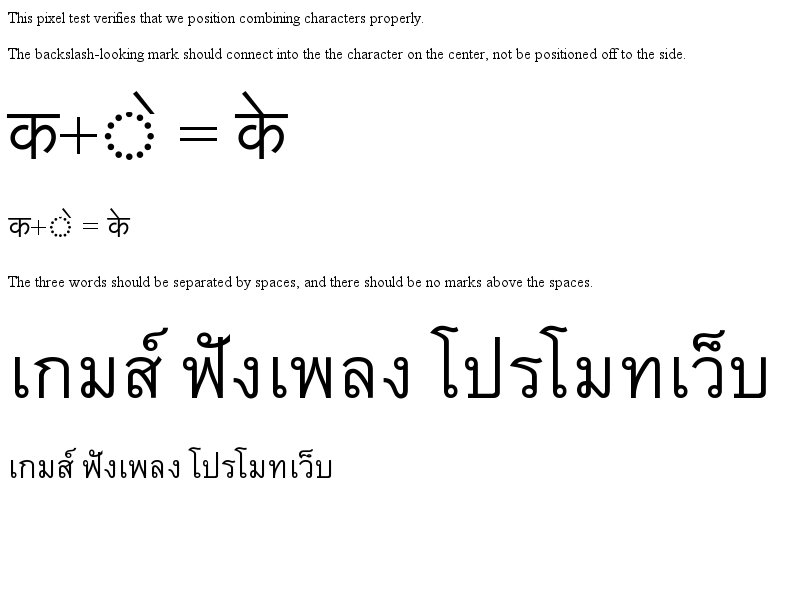 This pixel test verifies that we position combining characters properly.
The backslash-looking mark should connect into the the character on the center, not be positioned off to the side.
क+◌े = के
क+◌े = के
The three words should be separated by spaces, and there should be no marks above the spaces.
เกมส์ ฟังเพลง โปรโมทเว็บ
เกมส์ ฟังเพลง โปรโมทเว็บ